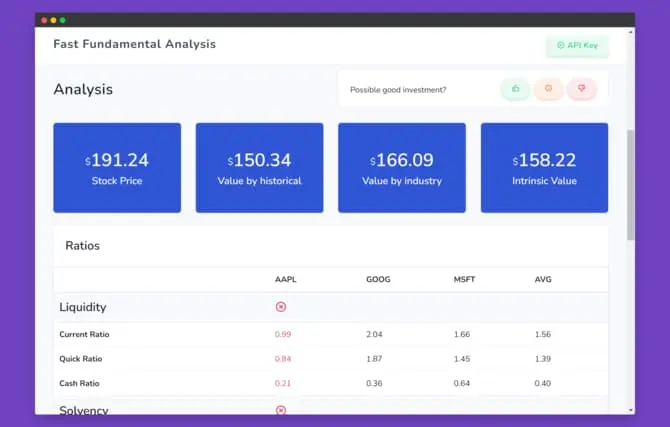 Fast Fundamental Analysis
API Key
Analysis
Possible good investment?
$191.24
Stock Price
$150.34
Value by historical
$166.09
Value by industry
$158.22
Intrinsic Value
Ratios
AAPL GOOG MSFT AVG
Liquidity
Current Ratio 0.99 2.04 1.66 1.56
Quick Ratio 0.84 1.87 1.45 1.39
Cash Ratio 0.21 0.36 0.64 0.40
Solvency